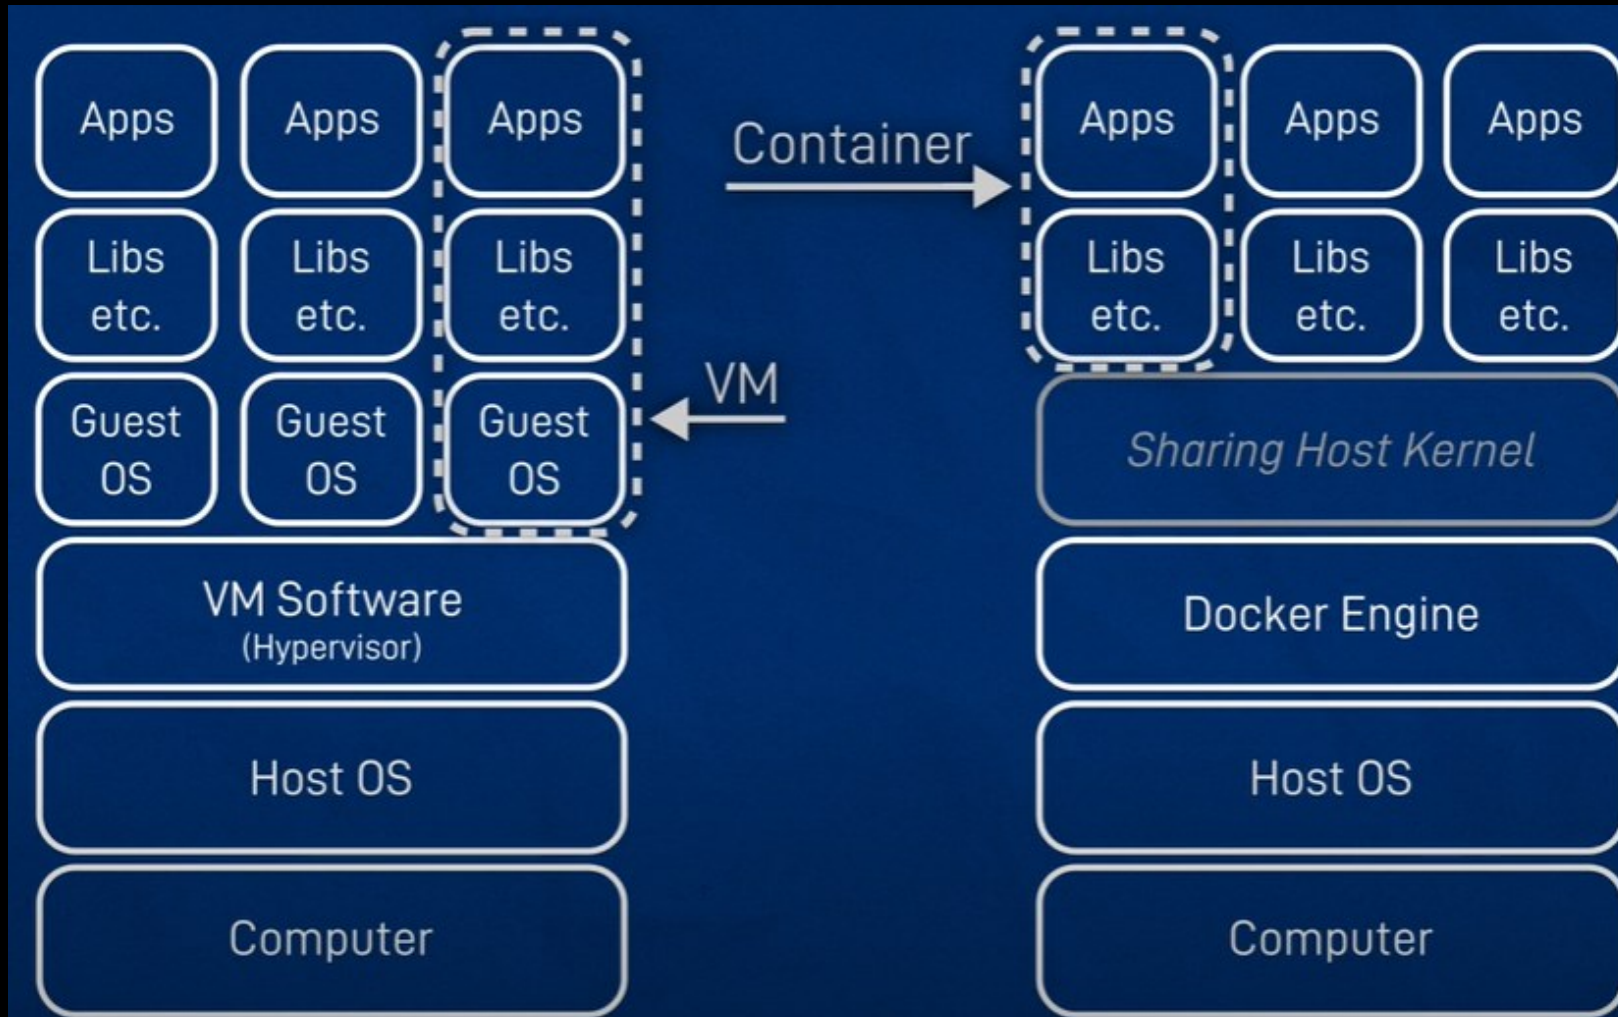 Apps
Apps
Apps
Libs
etc.
Libs
etc.
Libs
etc.
Guest
OS
Guest
OS
Guest
OS
VM Software
(Hypervisor)
Host OS
Computer
Container
VM
Apps
Apps
Apps
Libs
etc.
Libs
etc.
Libs
etc.
Sharing Host Kernel
Docker Engine
Host OS
Computer